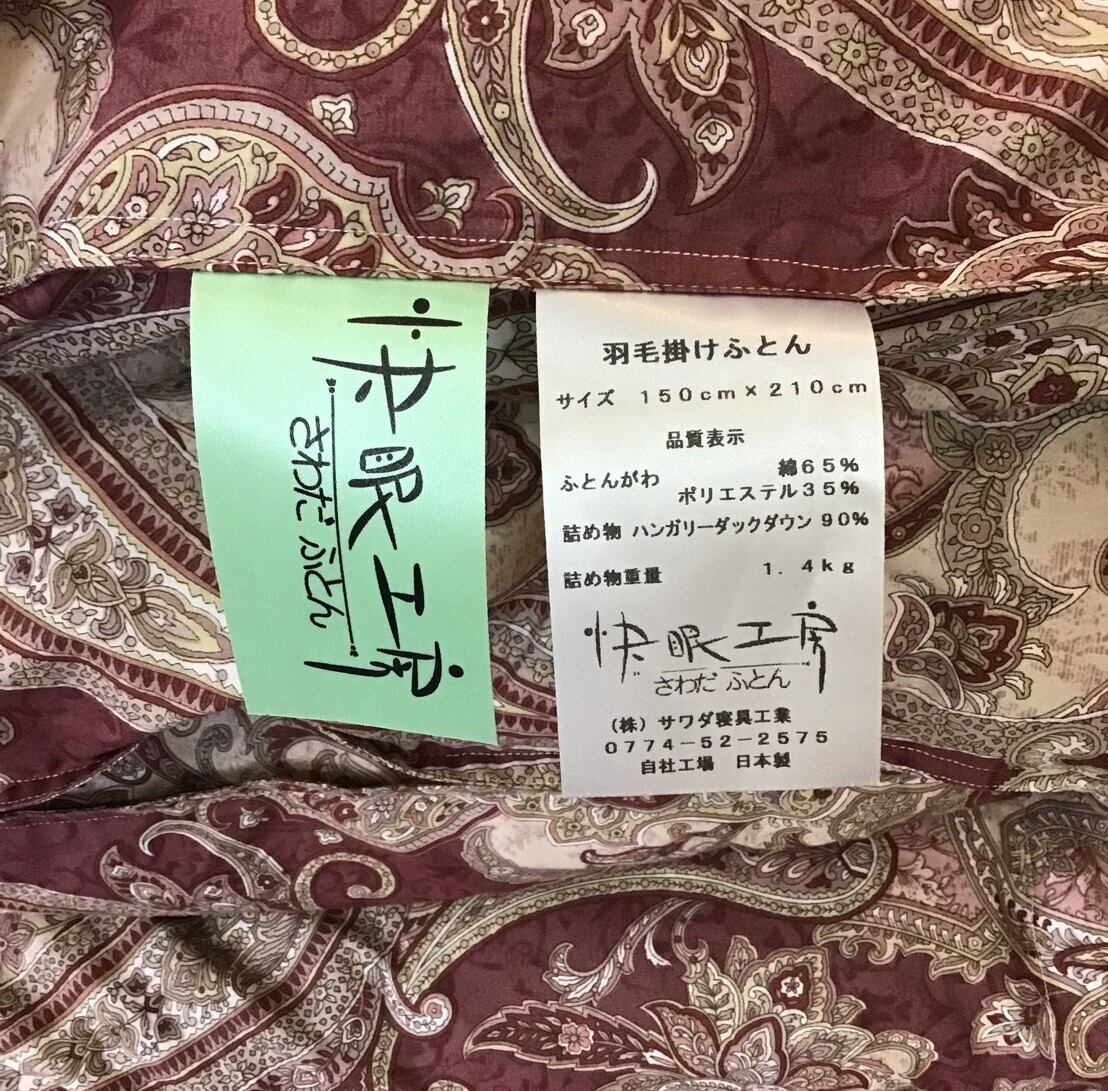 快眠工房
さわだふとん
羽毛掛けふとん
サイズ　150cm×210cm
品質表示
ふとんがわ　綿65%
ポリエステル35%
詰め物 ハンガリーダックダウン 90%
詰め物重量　1.4kg
快眠工房
さわだ ふとん
(株) サワダ寝具工業
0774-52-2575
自社工場　日本製